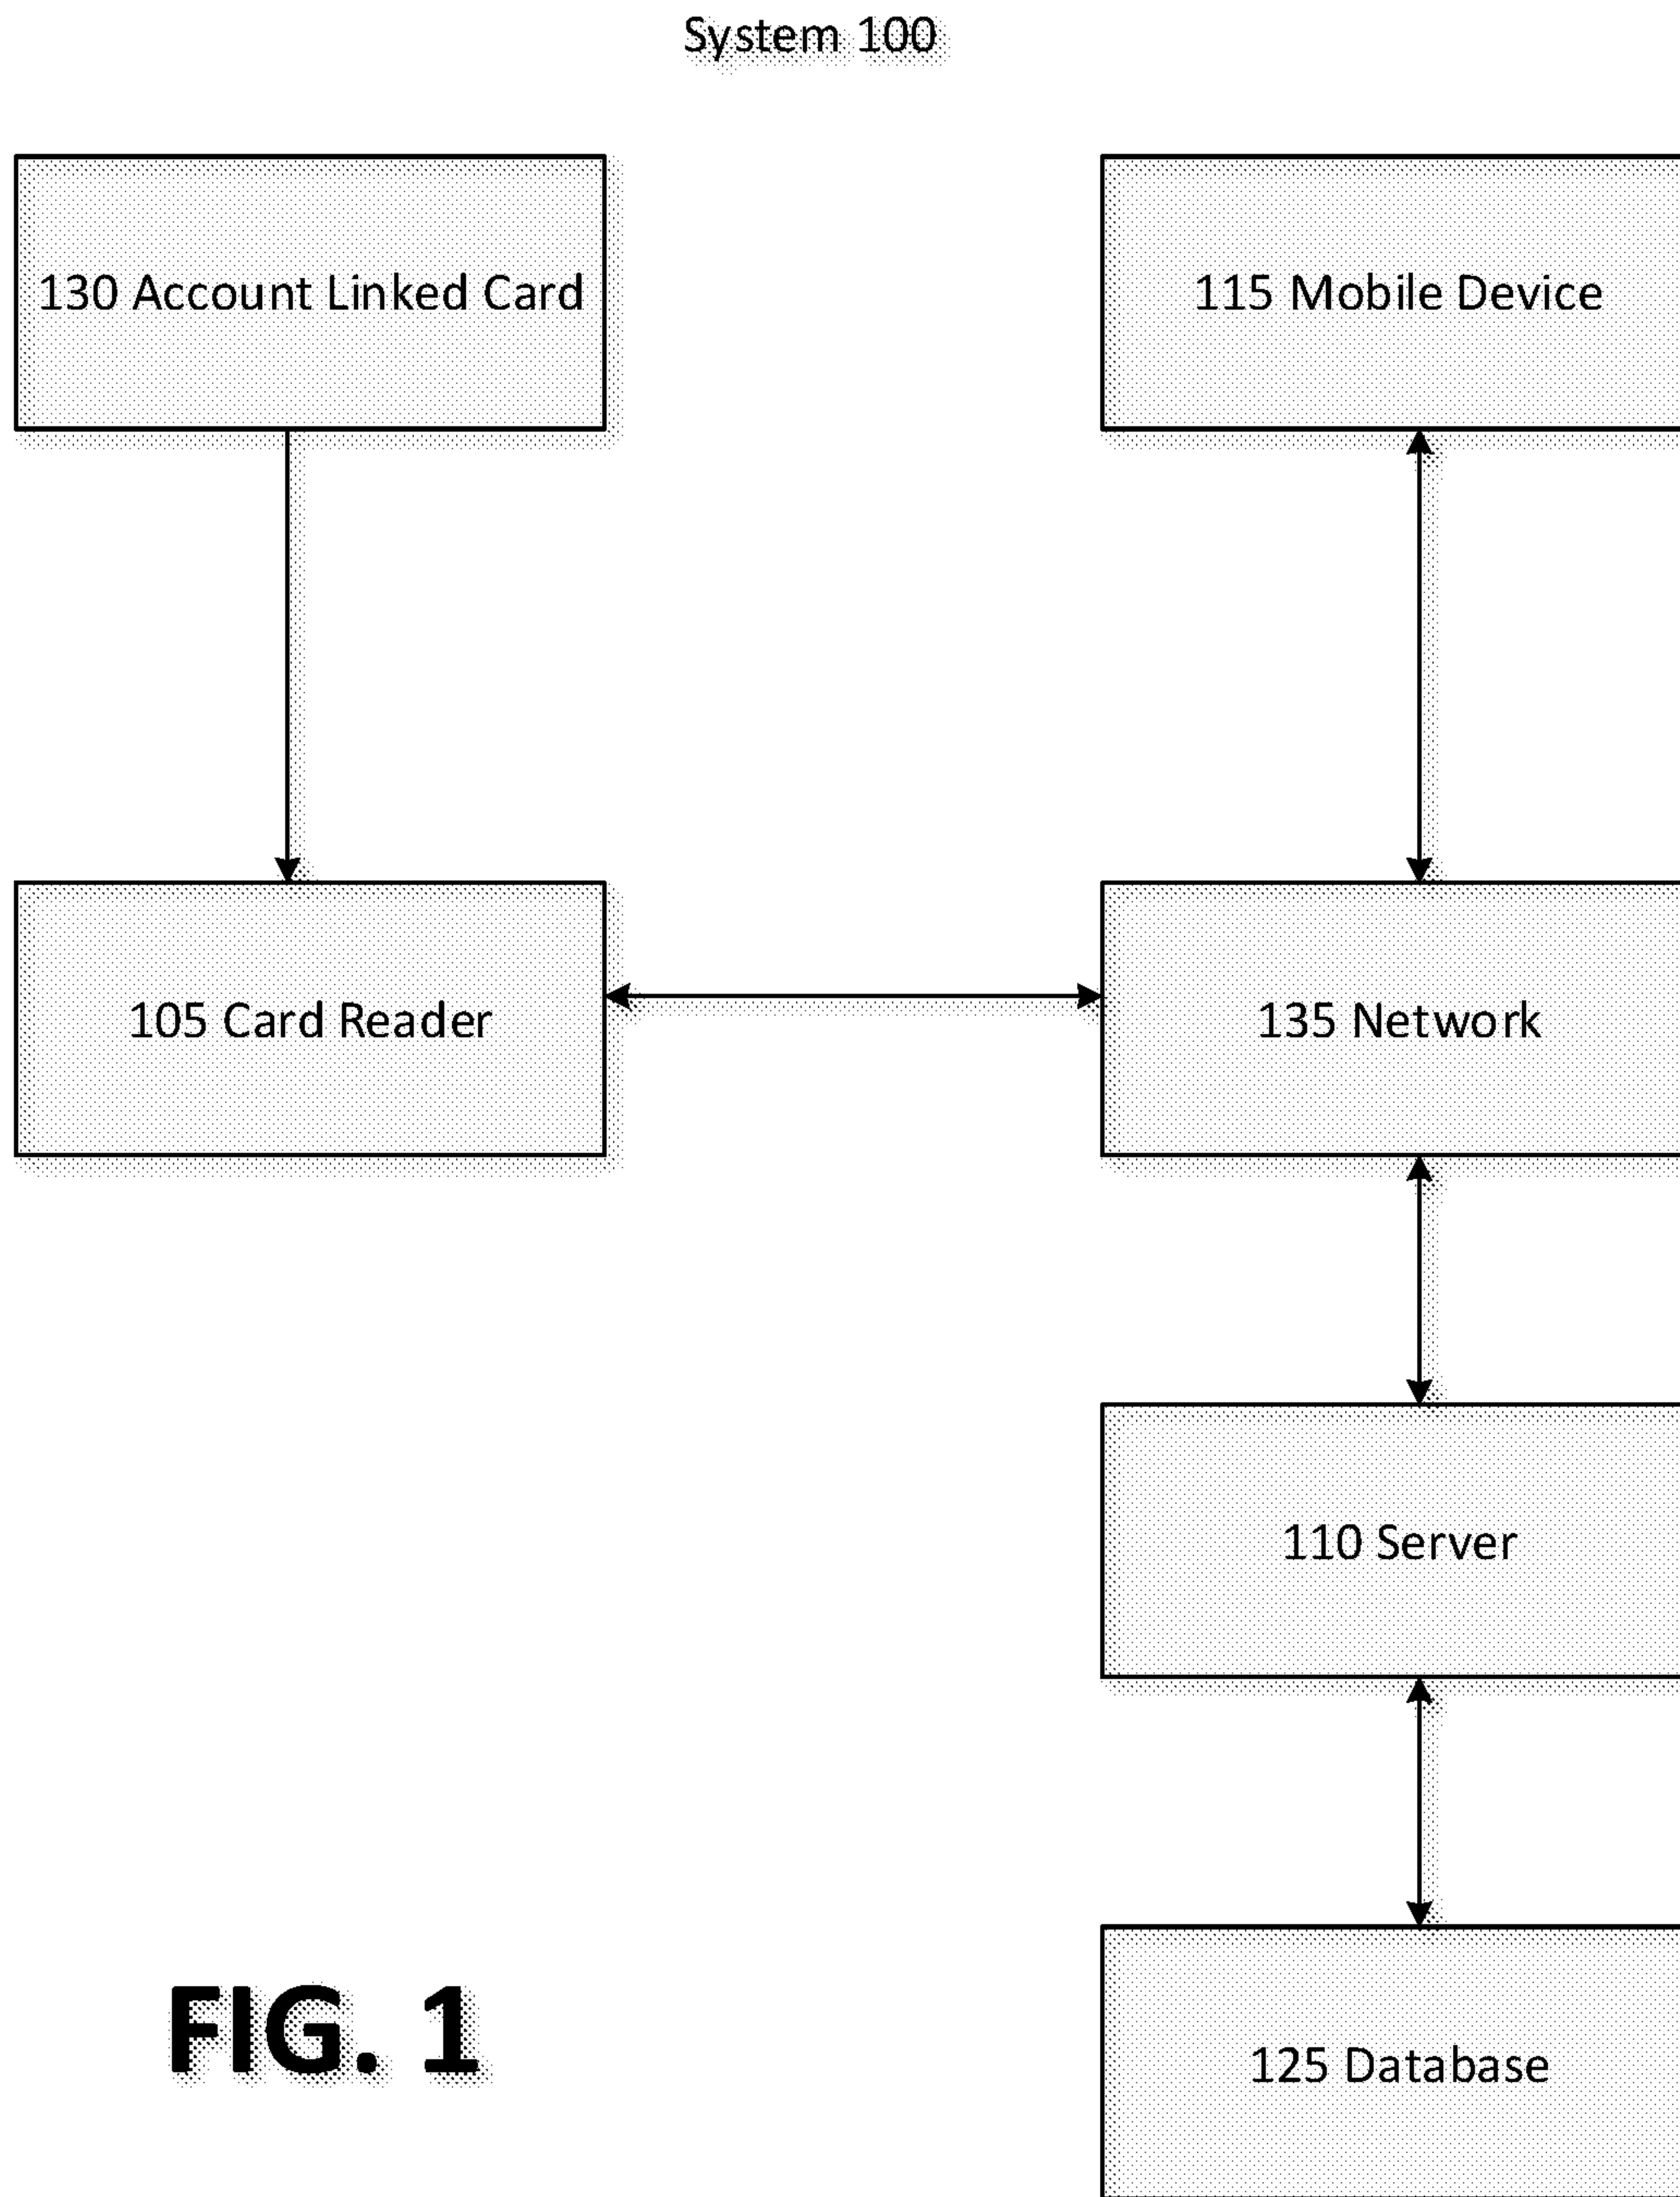 System 100
130 Account Linked Card
115 Mobile Device
105 Card Reader
135 Network
110 Server
125 Database
FIG. 1